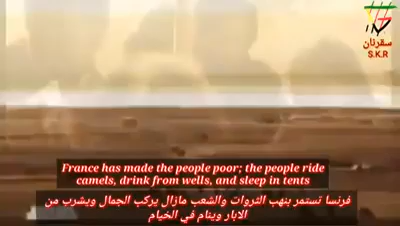 سقرنان
S.K.R
France has made the people poor; the people ride
camels, drink from wells, and sleep in tents
فرنسا تستمر بنهب الثروات والشعب مازال يركب الجمال ويشرب من
الابار وينام في الخيام